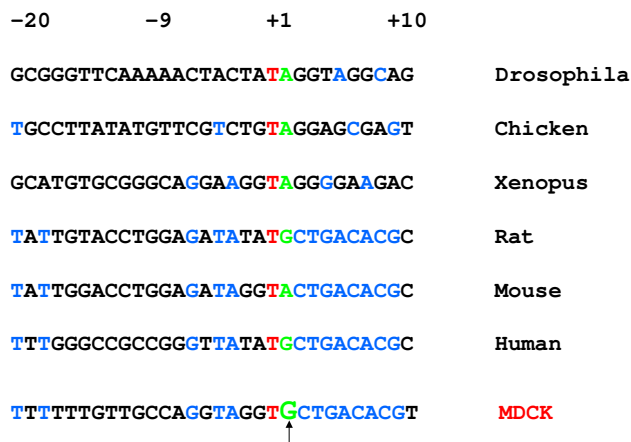 −20 −9 +1 +10
GCGGGTTCAAAAACTACTATAGGTAGGCAG Drosophila
TGCCTTATATGTTCGTCTGTAGGAGCGAGT Chicken
GCATGTGCGGGCAGGAAGGTAGGGGAAGAC Xenopus
TATTGTACCTGGAGATATATGCTGACACGC Rat
TATTGGACCTGGAGATAGGTACTGACACGC Mouse
TTTGGGCCGCCGGGTTATATGCTGACACGC Human
TTTTTTGTTGCCAGGTAGGTGCTGACACGT MDCK